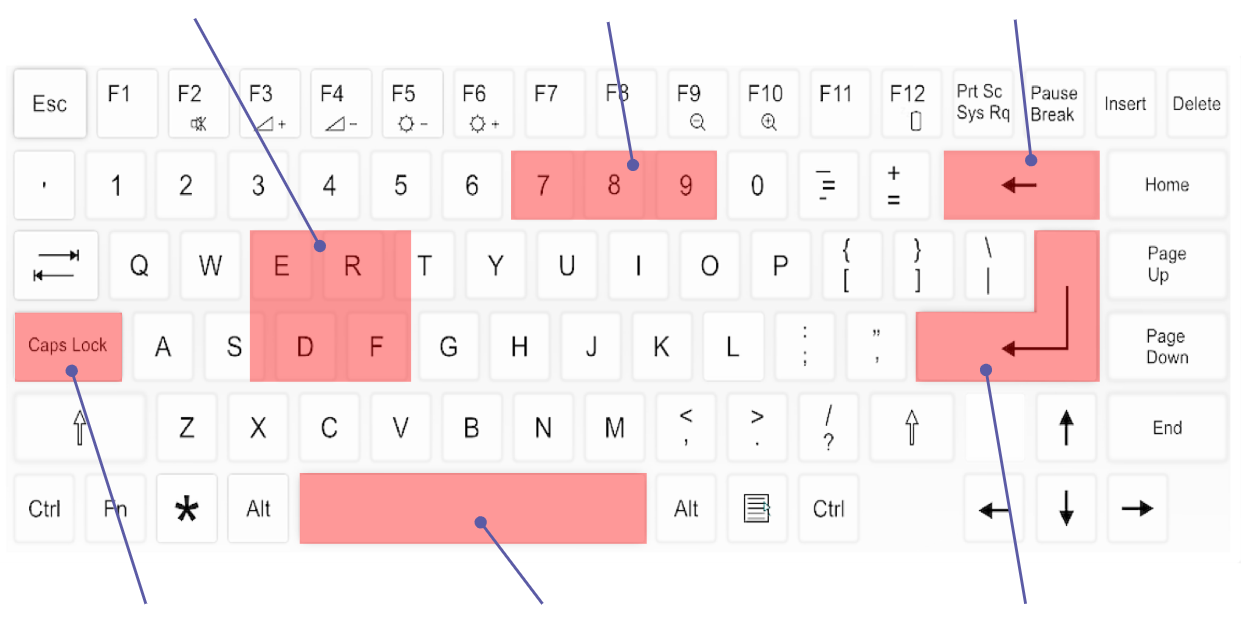 Esc F1 F2 F3 F4 F5 F6 F7 F8 F9 F10 F11 F12 Prt Sc Pause Insert Delete
+ - - + Sys Rq Break
' 1 2 3 4 5 6 7 8 9 0 - = - + = ← Home
Q W E R T Y U I O P { [ } ] \ | Page Up
Caps Lock A S D F G H J K L : ; " , Page Down
⇧ Z X C V B N M < , > . / ? ⇧ ↑ End
Ctrl Fn * Alt Alt Ctrl ← ↓ →